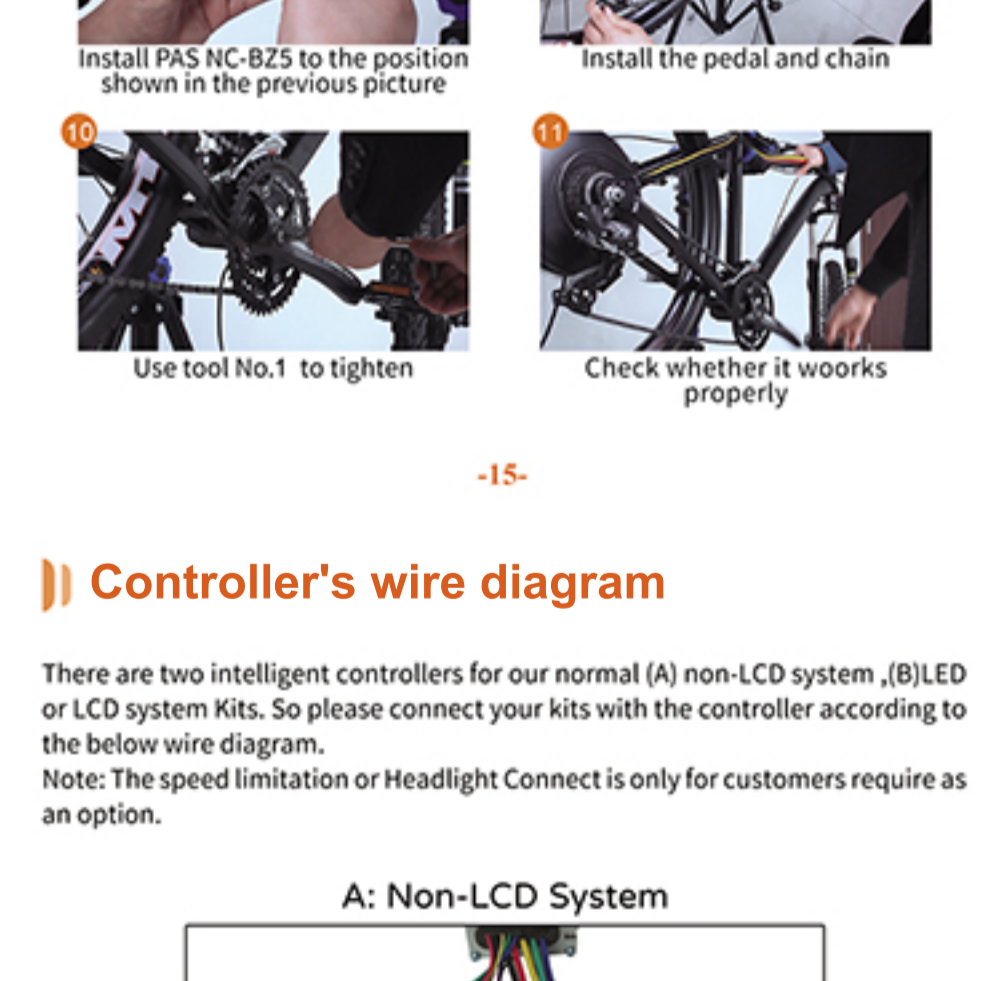 Install PAS NC-BZ5 to the position
shown in the previous picture
Install the pedal and chain
10
11
Use tool No.1 to tighten
Check whether it woorks
properly
-15-
Controller's wire diagram
There are two intelligent controllers for our normal (A) non-LCD system ,(B)LED
or LCD system Kits. So please connect your kits with the controller according to
the below wire diagram.
Note: The speed limitation or Headlight Connect is only for customers require as
an option.
A: Non-LCD System